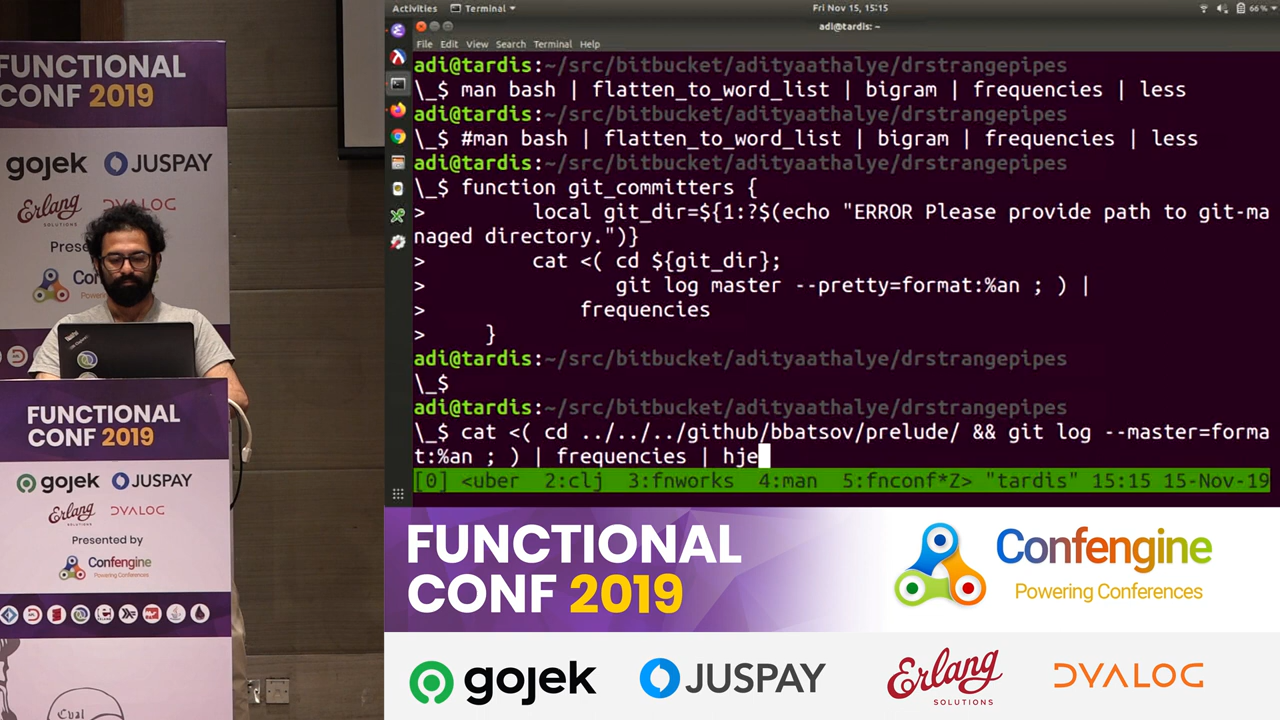 FUNCTIONAL
CONF 2019
gojek JUSPAY
Erlang DYALOG
SOLUTIONS
FUNCTIONAL
CONF 2019
gojek JUSPAY
Erlang DYALOG
SOLUTIONS
Presented by
Confengine
Powering Conferences
Activities Terminal Fri Nov 15, 15:15 66 %
adi@tardis: ~
File Edit View Search Terminal Help
adi@tardis:~/src/bitbucket/adityaathalye/drstrangepipes
\_$ man bash | flatten_to_word_list | bigram | frequencies | less
adi@tardis:~/src/bitbucket/adityaathalye/drstrangepipes
\_$ #man bash | flatten_to_word_list | bigram | frequencies | less
adi@tardis:~/src/bitbucket/adityaathalye/drstrangepipes
\_$ function git_committers {
> local git_dir=${1:?$(echo "ERROR Please provide path to git-ma
naged directory.")}
> cat <( cd ${git_dir};
> git log master --pretty=format:%an ; ) |
> frequencies
> }
adi@tardis:~/src/bitbucket/adityaathalye/drstrangepipes
\_$
adi@tardis:~/src/bitbucket/adityaathalye/drstrangepipes
\_$ cat <( cd ../../../github/bbatsov/prelude/ && git log --master=forma
t:%an ; ) | frequencies | hje
[0] <uber 2:clj 3:fnworks 4:man 5:fnconf*Z> "tardis" 15:15 15-Nov-19
FUNCTIONAL
CONF 2019
Confengine
Powering Conferences
gojek JUSPAY Erlang DYALOG
SOLUTIONS